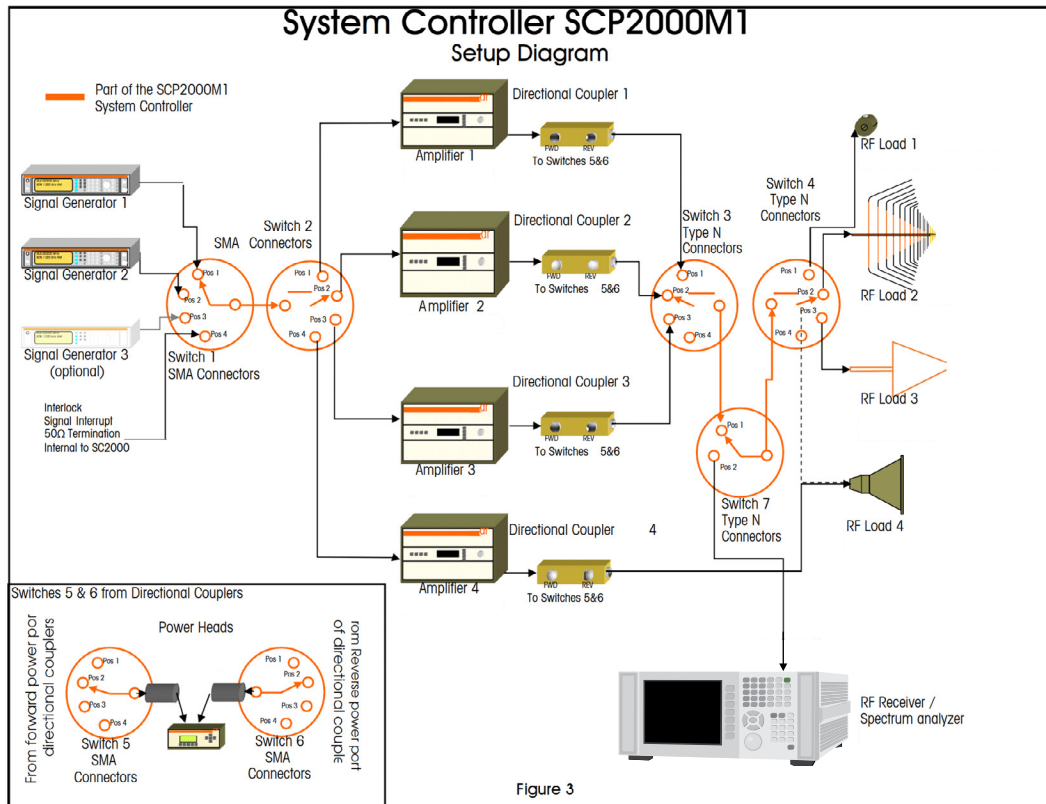 System Controller SCP2000M1
Setup Diagram
Part of the SCP2000M1
System Controller
Signal Generator 1
Signal Generator 2
Signal Generator 3
(optional)
Interlock
Signal Interrupt
50Ω Termination
Internal to SC2000
SMA
Pos 1
Pos 2
Pos 3
Pos 4
Switch 1
SMA Connectors
Switch 2
Connectors
Pos 1
Pos 2
Pos 3
Pos 4
Amplifier 1
Directional Coupler 1
FWD
REV
To Switches 5&6
Amplifier 2
Directional Coupler 2
FWD
REV
To Switches 5&6
Amplifier 3
Directional Coupler 3
FWD
REV
To Switches 5&6
Amplifier 4
Directional Coupler 4
FWD
REV
To Switches 5&6
Switch 3
Type N
Connectors
Pos 1
Pos 2
Pos 3
Pos 4
Switch 4
Type N
Connectors
Pos 1
Pos 2
Pos 3
Pos 4
Pos 1
Pos 2
Switch 7
Type N
Connectors
RF Load 1
RF Load 2
RF Load 3
RF Load 4
RF Receiver /
Spectrum analyzer
Switches 5 & 6 from Directional Couplers
Power Heads
From forward power por
directional couplers
Pos 1
Pos 2
Pos 3
Pos 4
Switch 5
SMA
Connectors
Pos 1
Pos 2
Pos 3
Pos 4
Switch 6
SMA
Connectors
rom Reverse power port
of directional couple
Figure 3